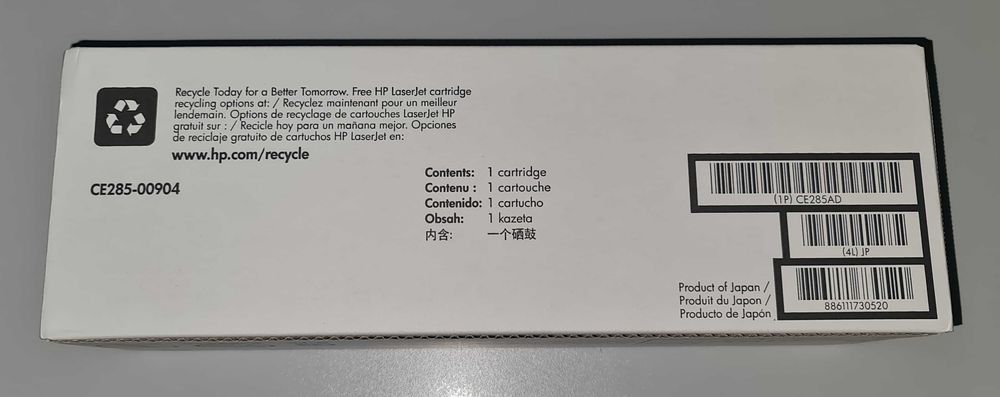 Recycle Today for a Better Tomorrow. Free HP LaserJet cartridge
recycling options at: / Recyclez maintenant pour un meilleur
lendemain. Options de recyclage de cartouches LaserJet HP
gratuit sur : / Recicle hoy para un mañana mejor. Opciones
de reciclaje gratuito de cartuchos HP LaserJet en:
www.hp.com/recycle
CE285-00904
Contents: 1 cartridge
Contenu : 1 cartouche
Contenido: 1 cartucho
Obsah: 1 kazeta
内含: 一个硒鼓
(1P) CE285AD
(4L) JP
Product of Japan /
Produit du Japon /
Producto de Japón
886111730520